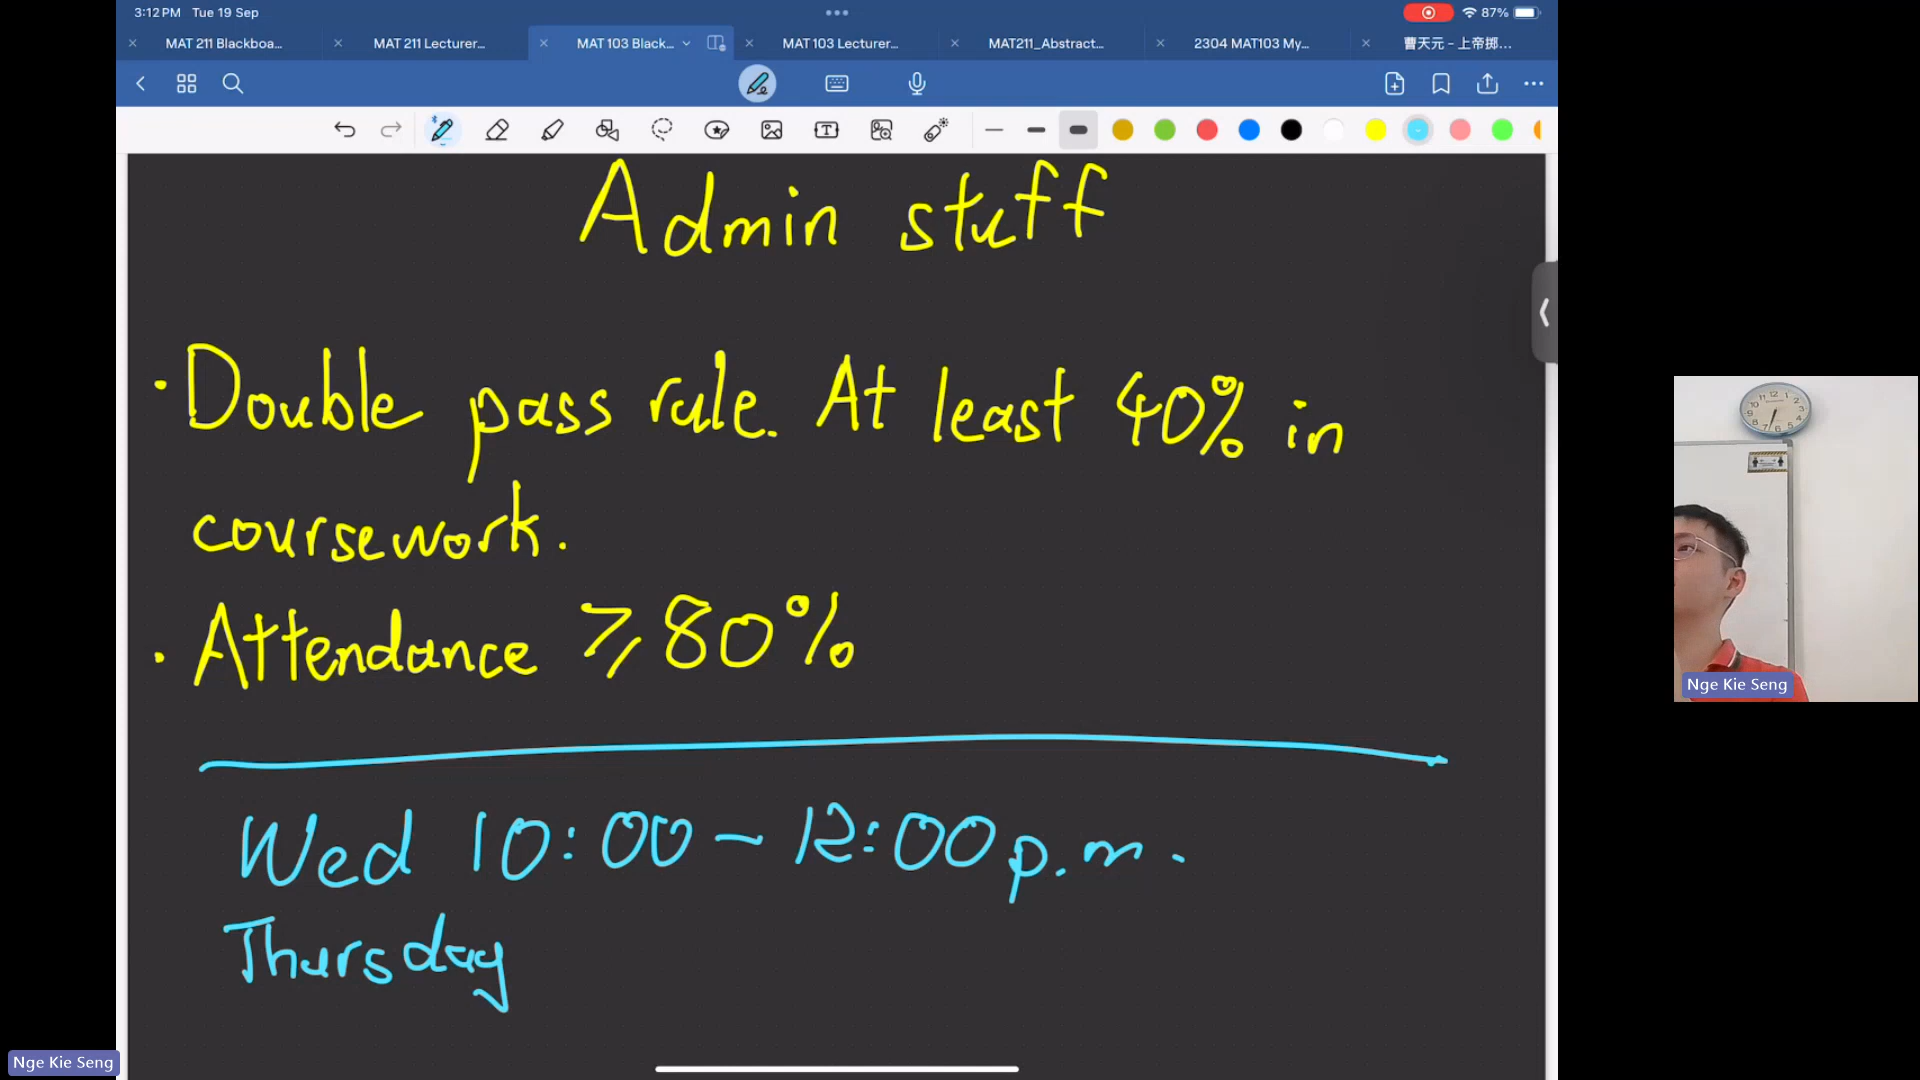 3:12 PM Tue 19 Sep
87%
MAT 211 Blackboa...
MAT 211 Lecturer...
MAT 103 Black...
MAT 103 Lecturer...
MAT211_Abstract...
2304 MAT103 My...
曹天元 - 上帝掷...
Admin stuff
· Double pass rule. At least 40% in
coursework.
· Attendance ⩾ 80%
Wed 10:00 – 12:00 p.m.
Thursday
Nge Kie Seng
Nge Kie Seng